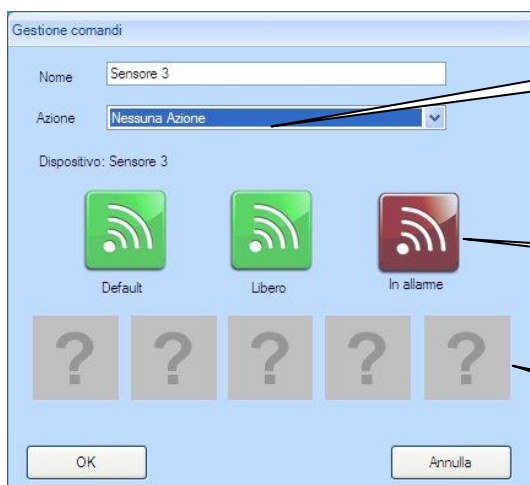 Gestione comandi
Nome Sensore 3
Azione Nessuna Azione
Dispositivo: Sensore 3
Default Libero In allarme
? ? ? ? ?
OK Annulla